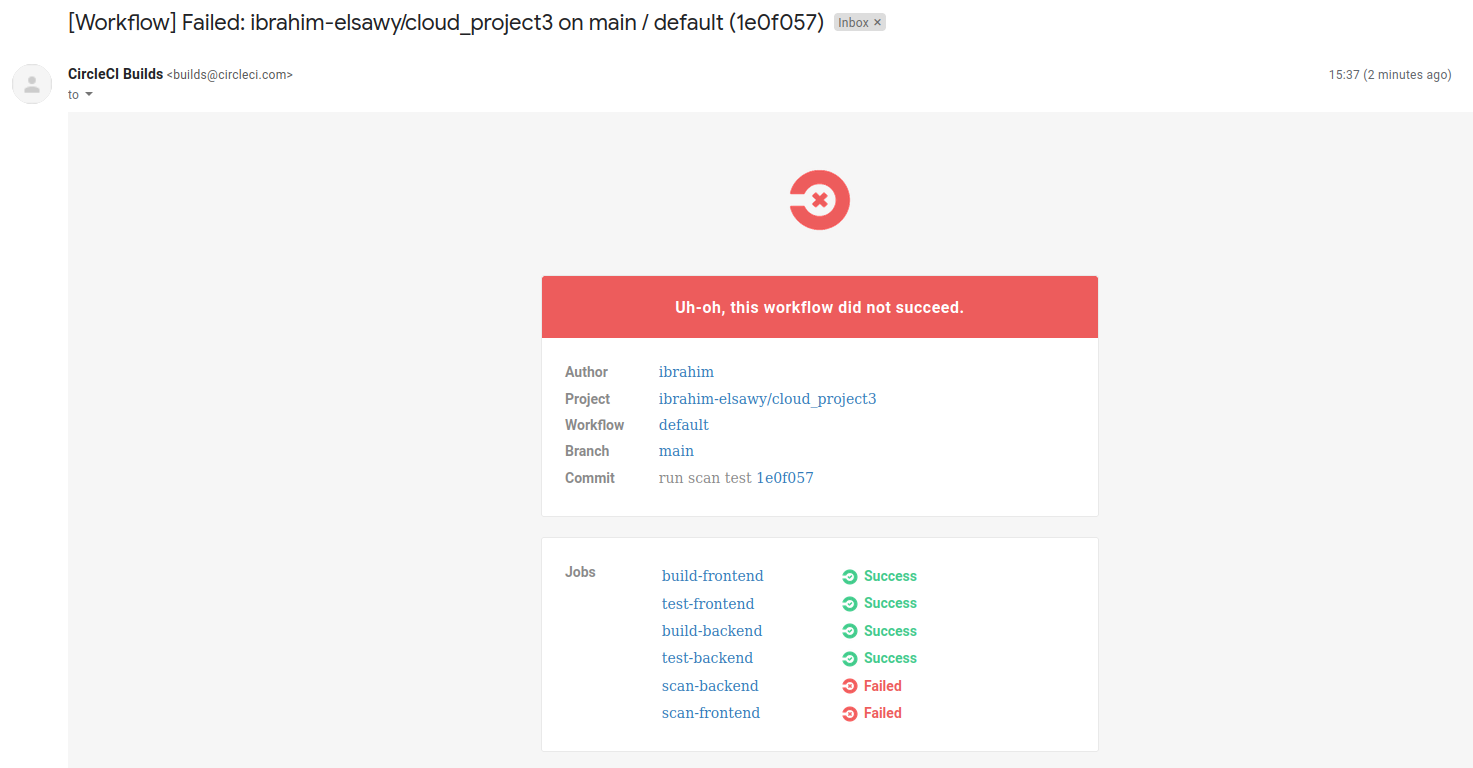 [Workflow] Failed: ibrahim-elsawy/cloud_project3 on main / default (1e0f057) Inbox ×
CircleCI Builds <builds@circleci.com> 15:37 (2 minutes ago)
to
Uh-oh, this workflow did not succeed.
Author ibrahim
Project ibrahim-elsawy/cloud_project3
Workflow default
Branch main
Commit run scan test 1e0f057
Jobs build-frontend Success
test-frontend Success
build-backend Success
test-backend Success
scan-backend Failed
scan-frontend Failed